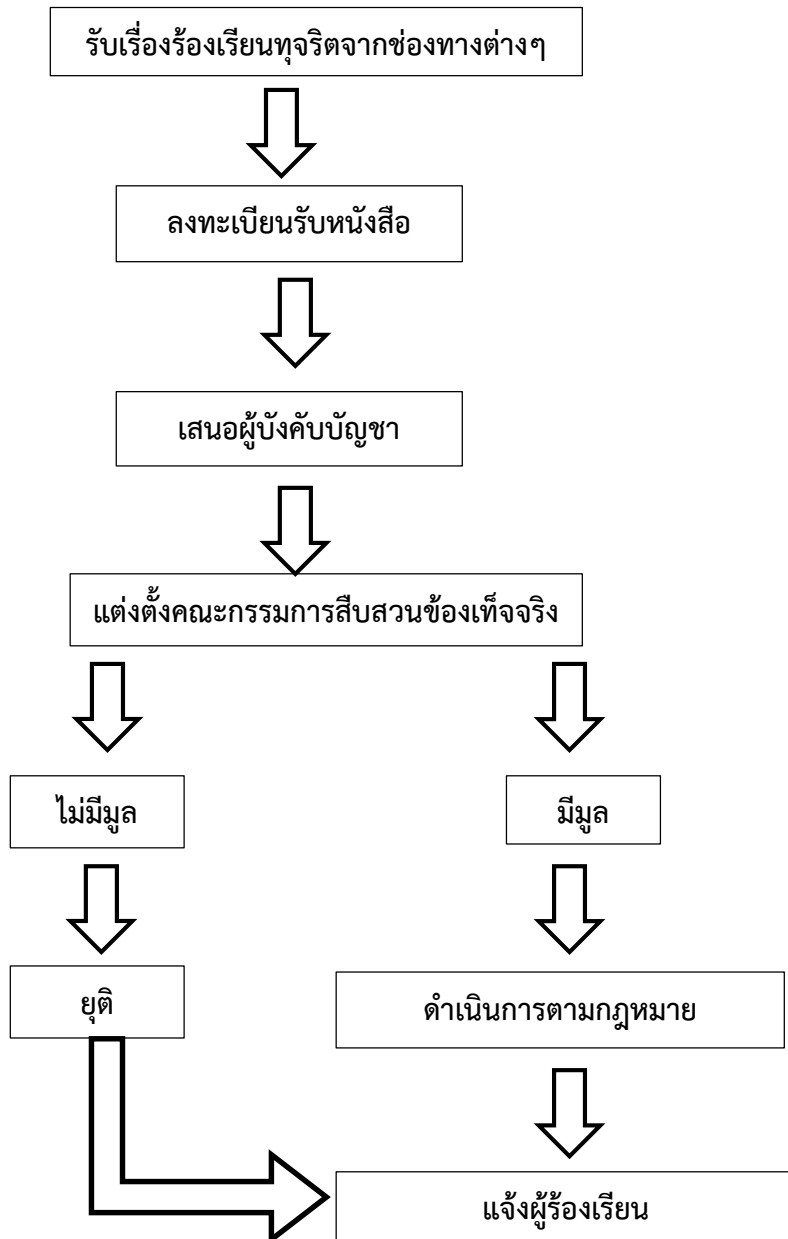 รับเรื่องร้องเรียนทุจริตจากช่องทางต่างๆ
ลงทะเบียนรับหนังสือ
เสนอผู้บังคับบัญชา
แต่งตั้งคณะกรรมการสืบสวนข้องเท็จจริง
ไม่มีมูล
มีมูล
ยุติ
ดำเนินการตามกฎหมาย
แจ้งผู้ร้องเรียน